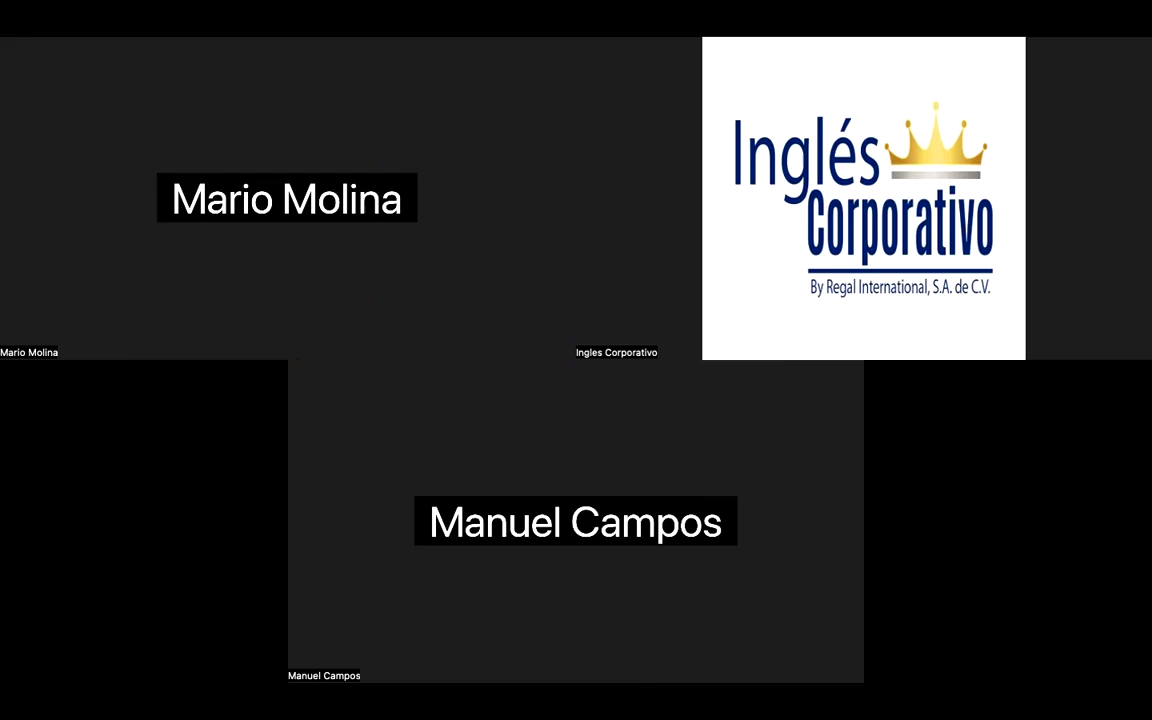 Mario Molina
Mario Molina
Inglés
Corporativo
By Regal International, S.A. de C.V.
Ingles Corporativo
Manuel Campos
Manuel Campos